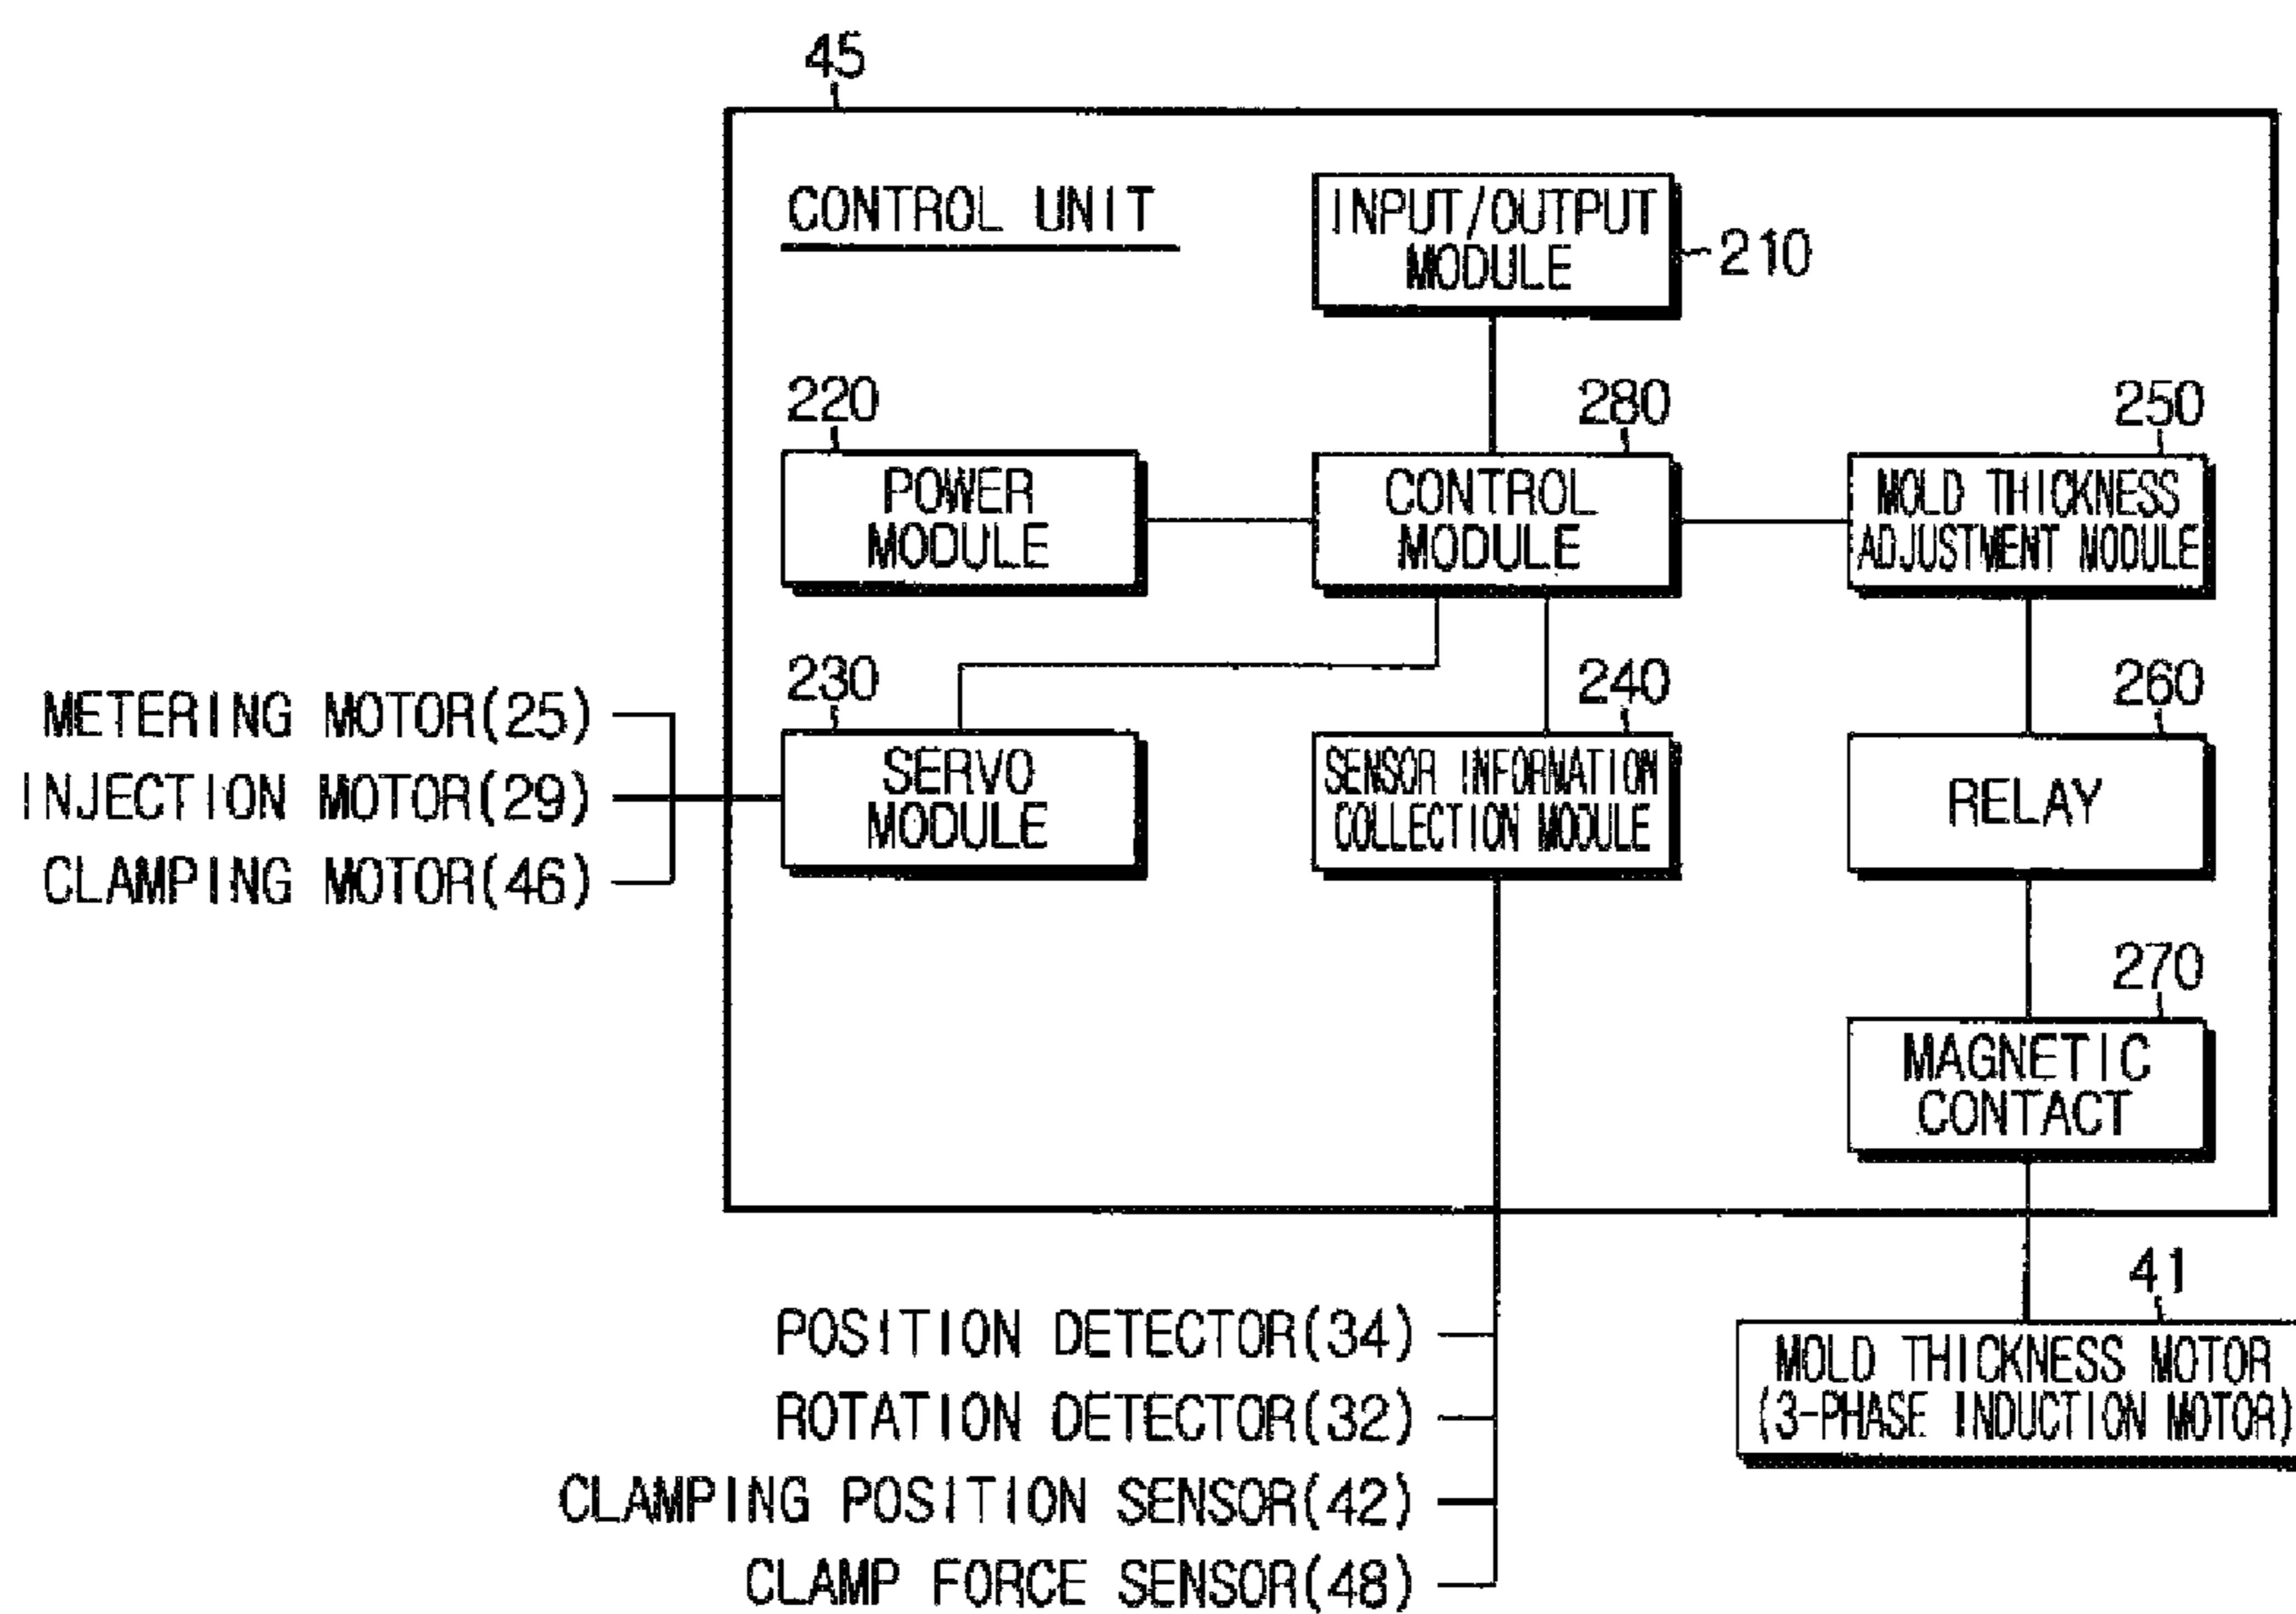 45
CONTROL UNIT
INPUT/OUTPUT
MODULE
210
220
POWER
MODULE
280
CONTROL
MODULE
250
MOLD THICKNESS
ADJUSTMENT MODULE
METERING MOTOR(25)
INJECTION MOTOR(29)
CLAMPING MOTOR(46)
230
SERVO
MODULE
240
SENSOR INFORMATION
COLLECTION MODULE
260
RELAY
270
MAGNETIC
CONTACT
POSITION DETECTOR(34)
ROTATION DETECTOR(32)
CLAMPING POSITION SENSOR(42)
CLAMP FORCE SENSOR(48)
41
MOLD THICKNESS MOTOR
(3-PHASE INDUCTION MOTOR)